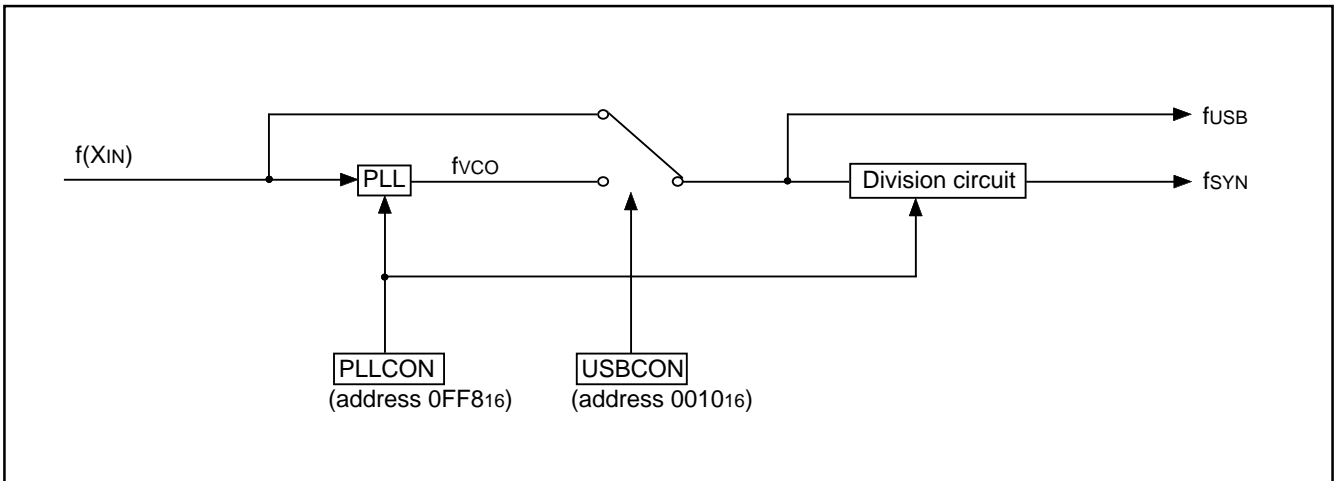 fUSB
f(XIN)
PLL
fVCO
Division circuit
fSYN
PLLCON
(address 0FF816)
USBCON
(address 001016)